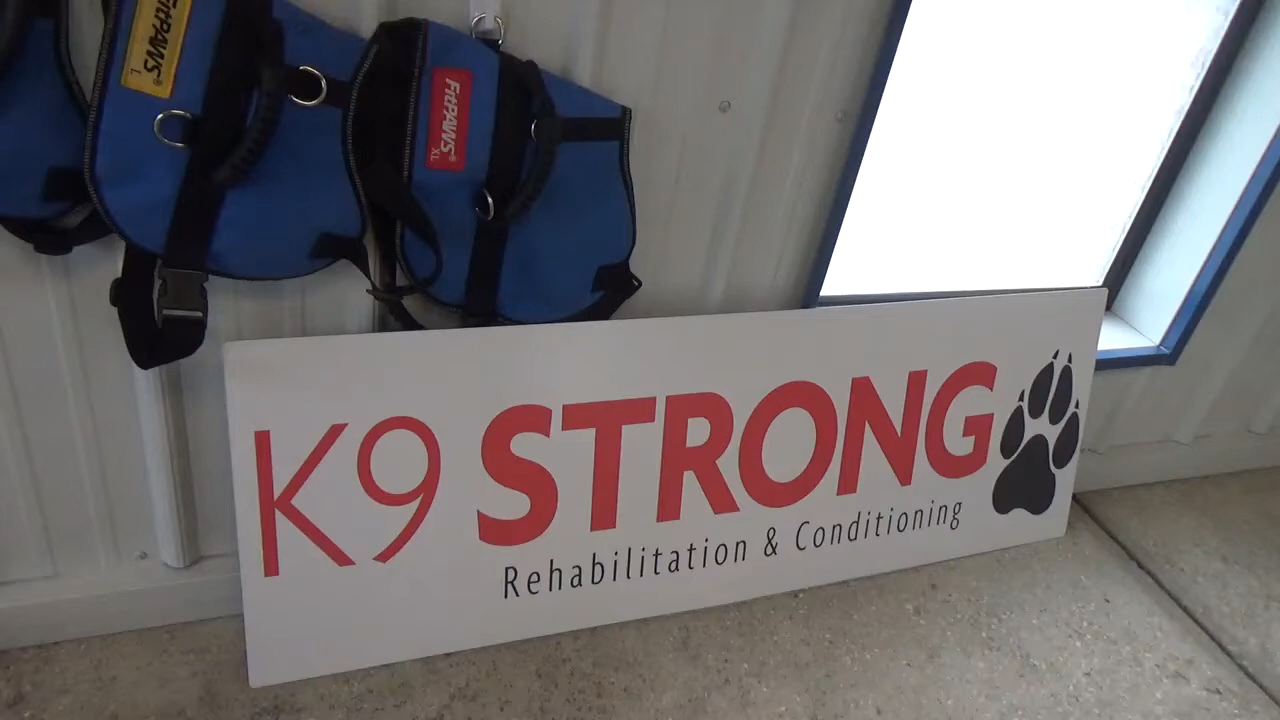 FitPAWS®
L
FitPAWS®
XL
K9 STRONG
Rehabilitation & Conditioning